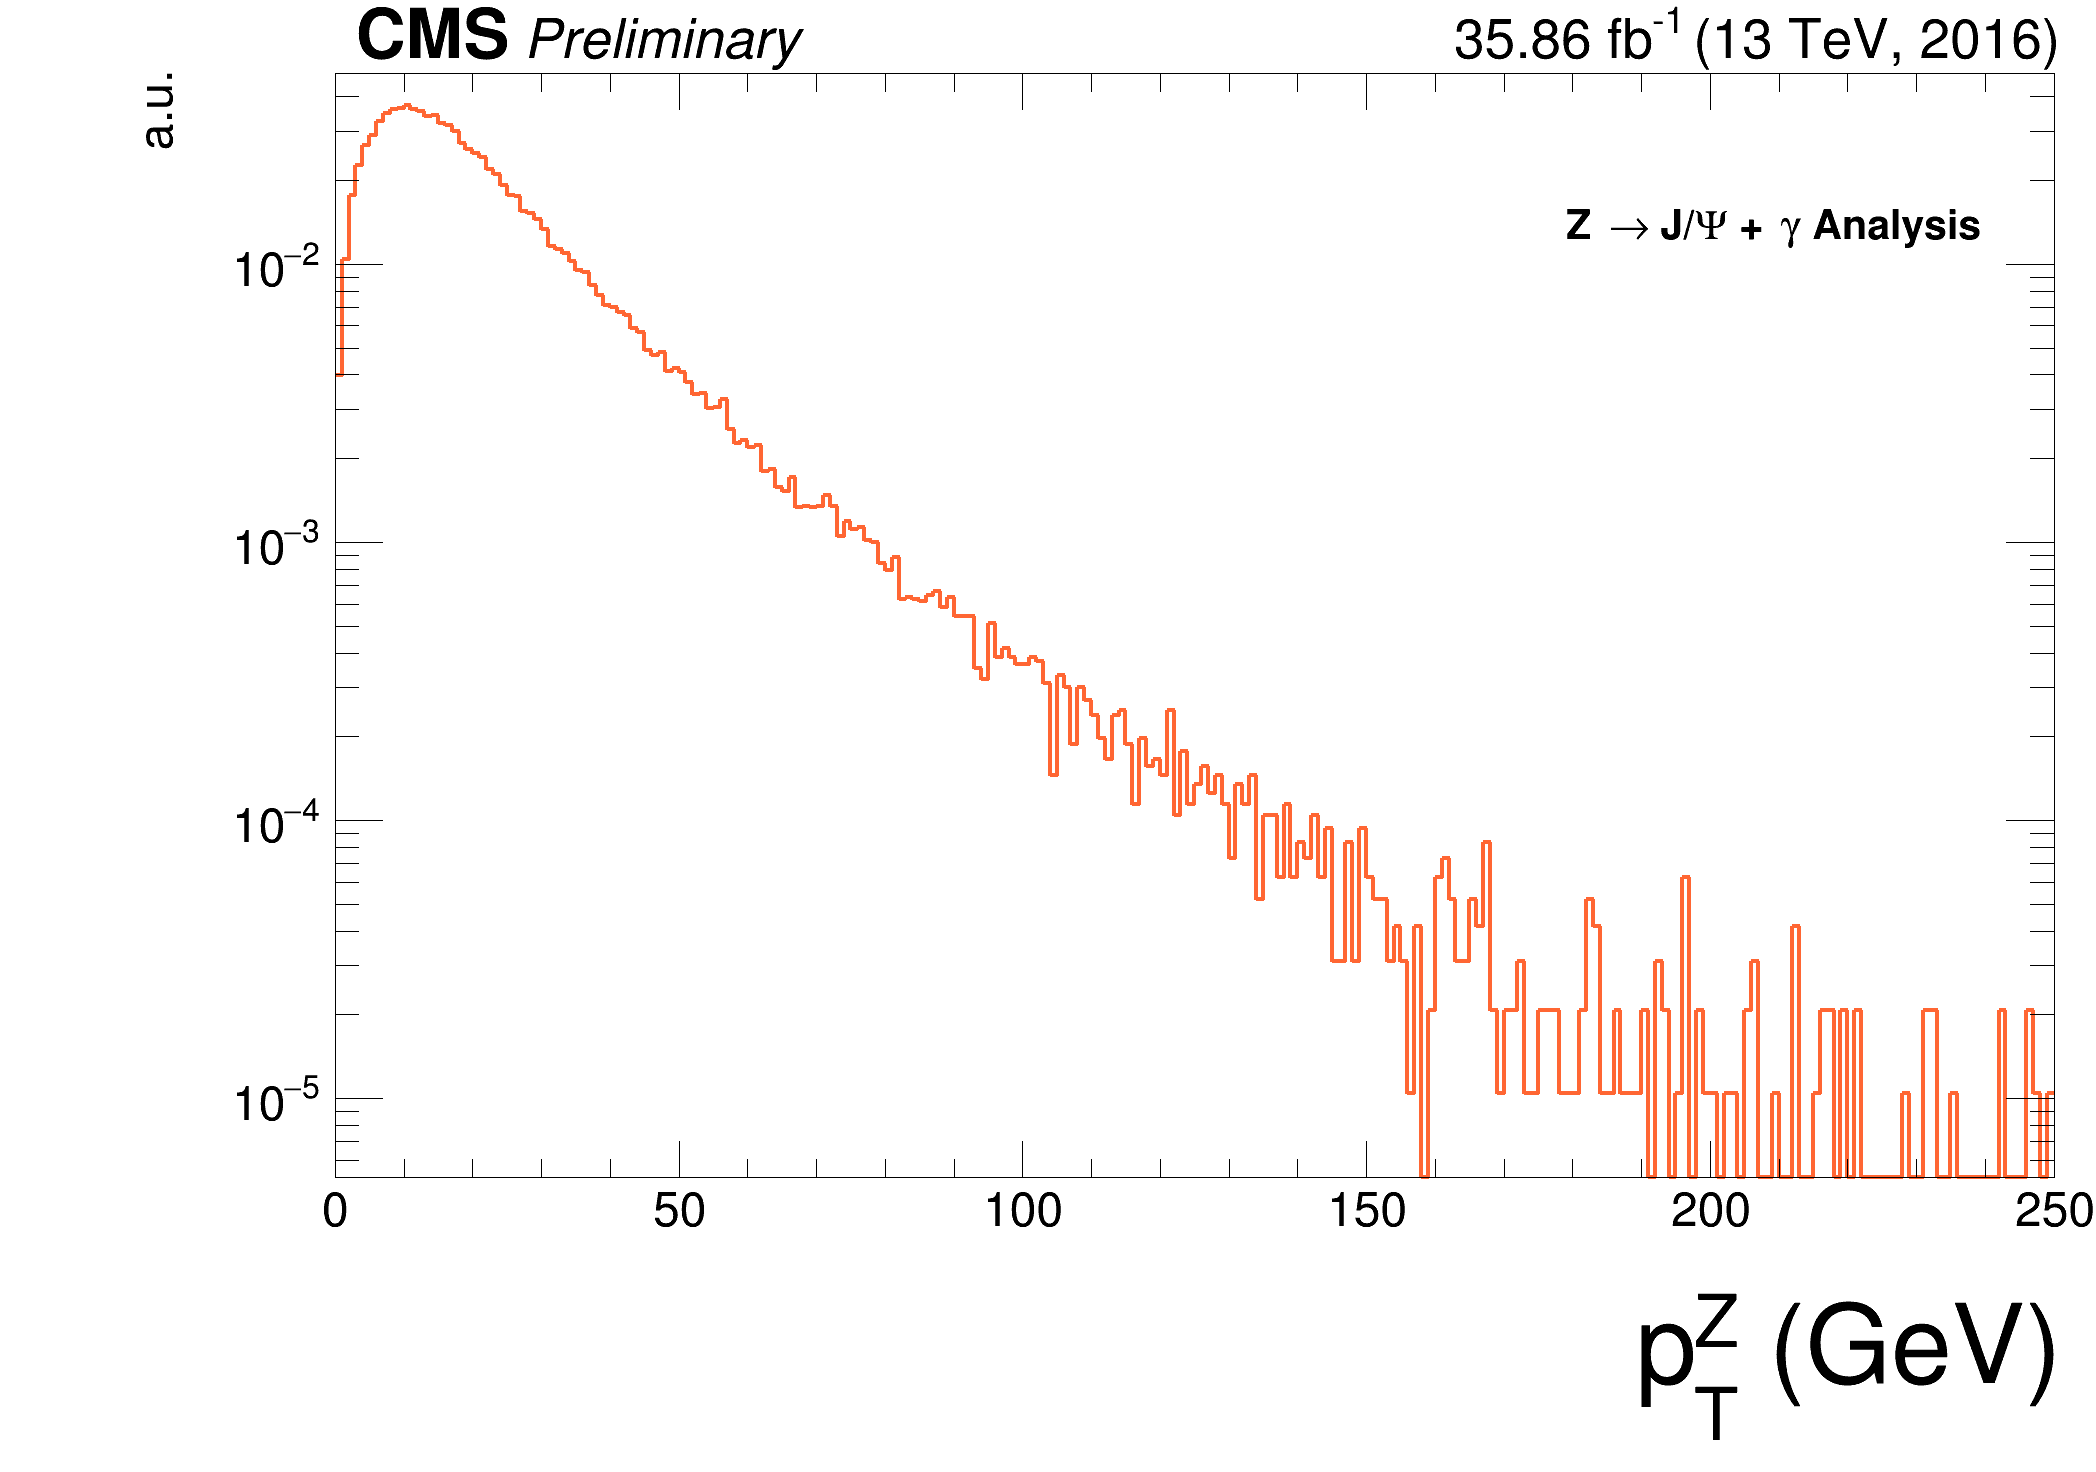 CMS Preliminary 35.86 fb⁻¹ (13 TeV, 2016)
a.u.
Z → J/Ψ + γ Analysis
10⁻²
10⁻³
10⁻⁴
10⁻⁵
0 50 100 150 200 250
p_T^Z (GeV)